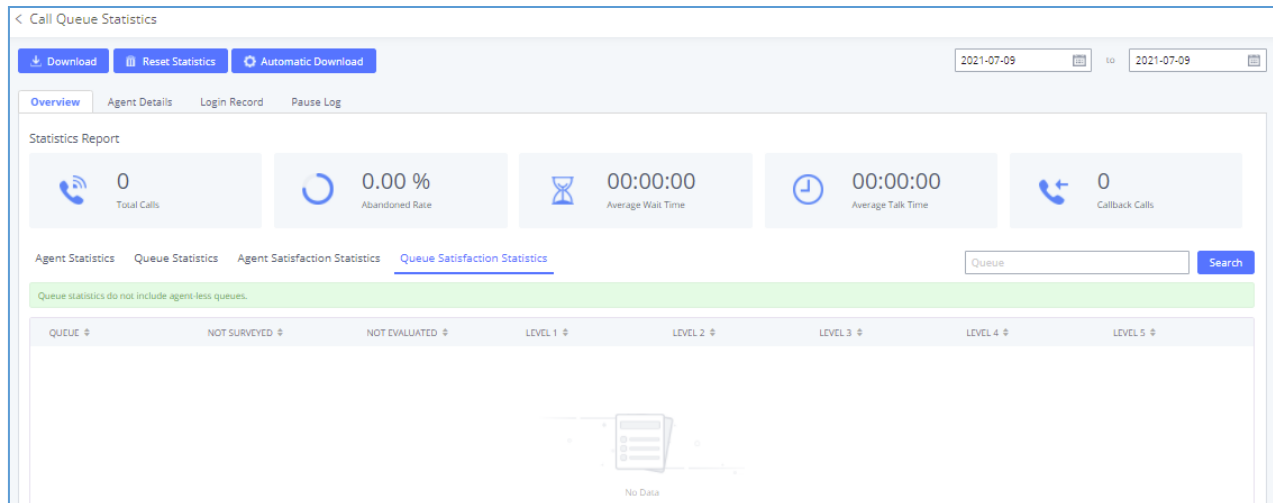 < Call Queue Statistics
Download Reset Statistics Automatic Download 2021-07-09 to 2021-07-09
Overview Agent Details Login Record Pause Log
Statistics Report
0 0.00 % 00:00:00 00:00:00 0
Total Calls Abandoned Rate Average Wait Time Average Talk Time Callback Calls
Agent Statistics Queue Statistics Agent Satisfaction Statistics Queue Satisfaction Statistics Queue Search
Queue statistics do not include agent-less queues.
QUEUE NOT SURVEYED NOT EVALUATED LEVEL 1 LEVEL 2 LEVEL 3 LEVEL 4 LEVEL 5
No Data